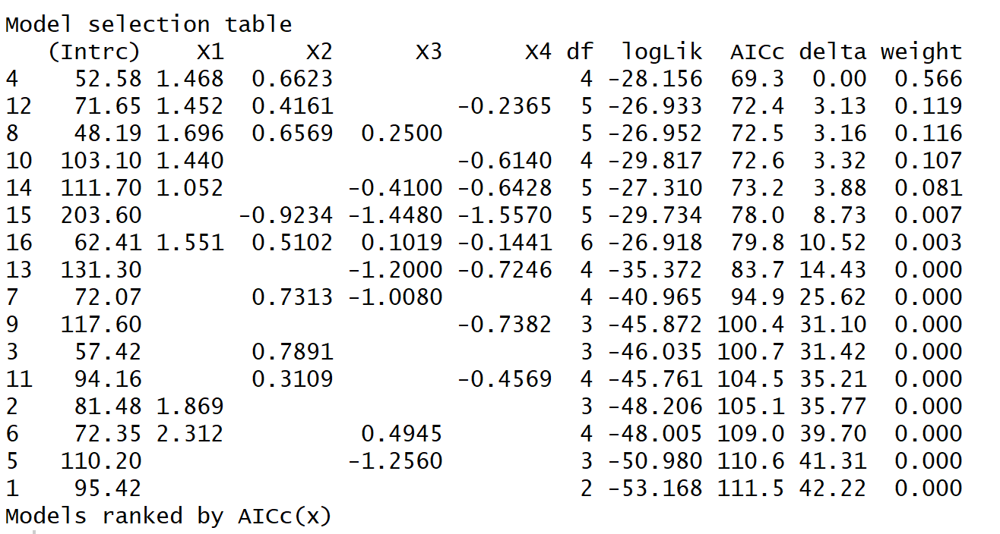 Model selection table
   (Intrc)    X1      X2      X3      X4 df  logLik  AICc delta weight
4    52.58 1.468  0.6623                  4 -28.156  69.3  0.00  0.566
12   71.65 1.452  0.4161         -0.2365  5 -26.933  72.4  3.13  0.119
8    48.19 1.696  0.6569  0.2500          5 -26.952  72.5  3.16  0.116
10  103.10 1.440                 -0.6140  4 -29.817  72.6  3.32  0.107
14  111.70 1.052         -0.4100 -0.6428  5 -27.310  73.2  3.88  0.081
15  203.60       -0.9234 -1.4480 -1.5570  5 -29.734  78.0  8.73  0.007
16   62.41 1.551  0.5102  0.1019 -0.1441  6 -26.918  79.8 10.52  0.003
13  131.30               -1.2000 -0.7246  4 -35.372  83.7 14.43  0.000
7    72.07        0.7313 -1.0080          4 -40.965  94.9 25.62  0.000
9   117.60                       -0.7382  3 -45.872 100.4 31.10  0.000
3    57.42        0.7891                  3 -46.035 100.7 31.42  0.000
11   94.16        0.3109         -0.4569  4 -45.761 104.5 35.21  0.000
2    81.48 1.869                          3 -48.206 105.1 35.77  0.000
6    72.35 2.312          0.4945          4 -48.005 109.0 39.70  0.000
5   110.20               -1.2560          3 -50.980 110.6 41.31  0.000
1    95.42                                2 -53.168 111.5 42.22  0.000
Models ranked by AICc(x)